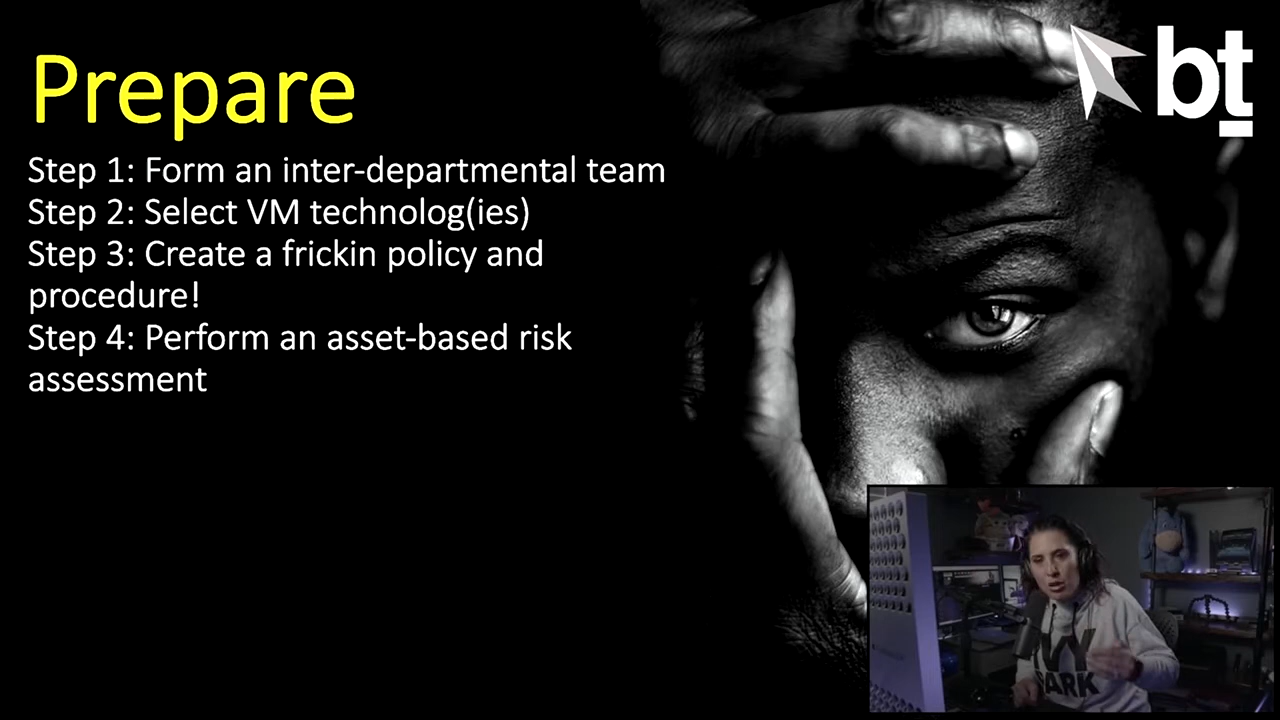 Prepare
bt
Step 1: Form an inter-departmental team
Step 2: Select VM technolog(ies)
Step 3: Create a frickin policy and
procedure!
Step 4: Perform an asset-based risk
assessment